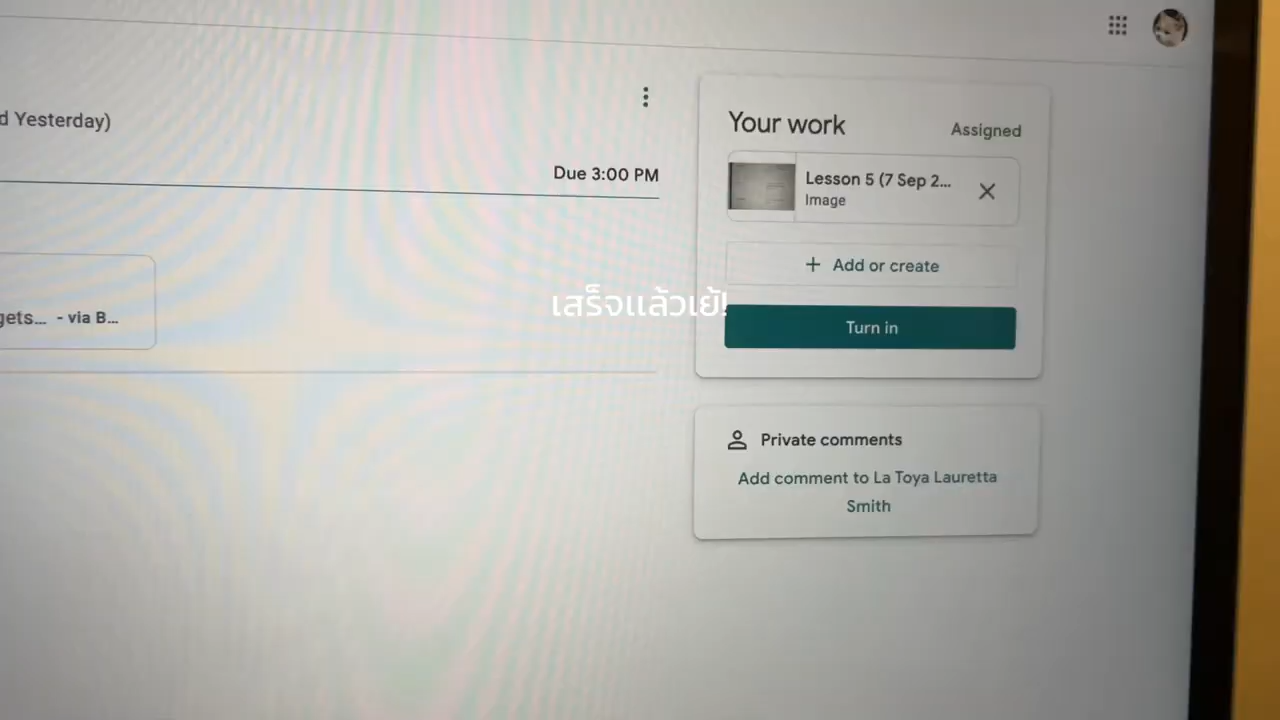 d Yesterday)
Due 3:00 PM
gets... - via B...
Your work
Assigned
Lesson 5 (7 Sep 2...
Image
+ Add or create
Turn in
เสร็จแล้วเย้!
Private comments
Add comment to La Toya Lauretta
Smith